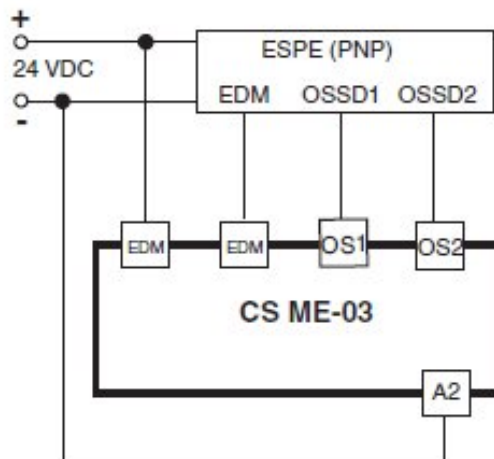 +
ESPE (PNP)
24 VDC
EDM OSSD1 OSSD2
-
EDM EDM OS1 OS2
CS ME-03
A2